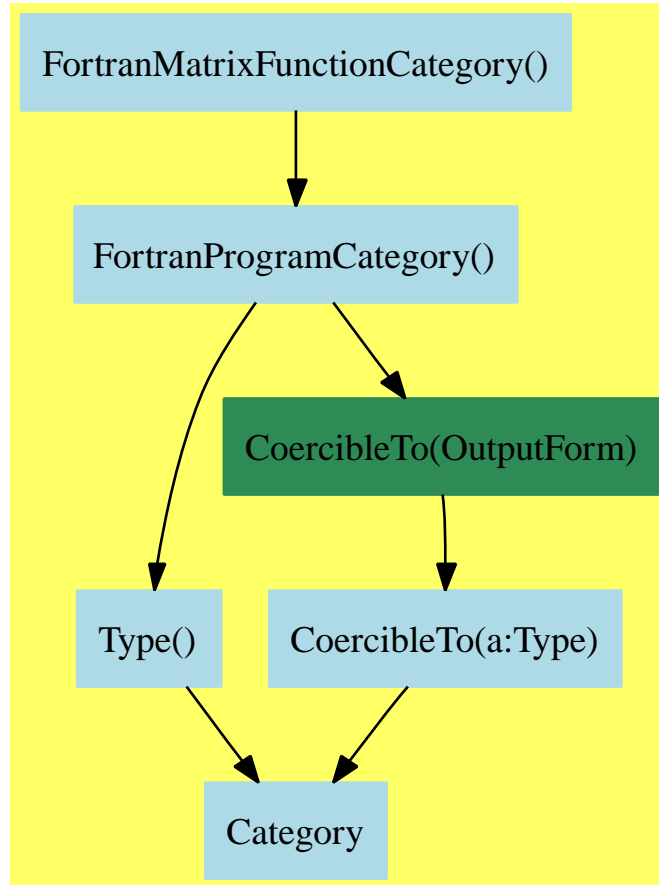 FortranMatrixFunctionCategory()
FortranProgramCategory()
CoercibleTo(OutputForm)
Type()
CoercibleTo(a:Type)
Category